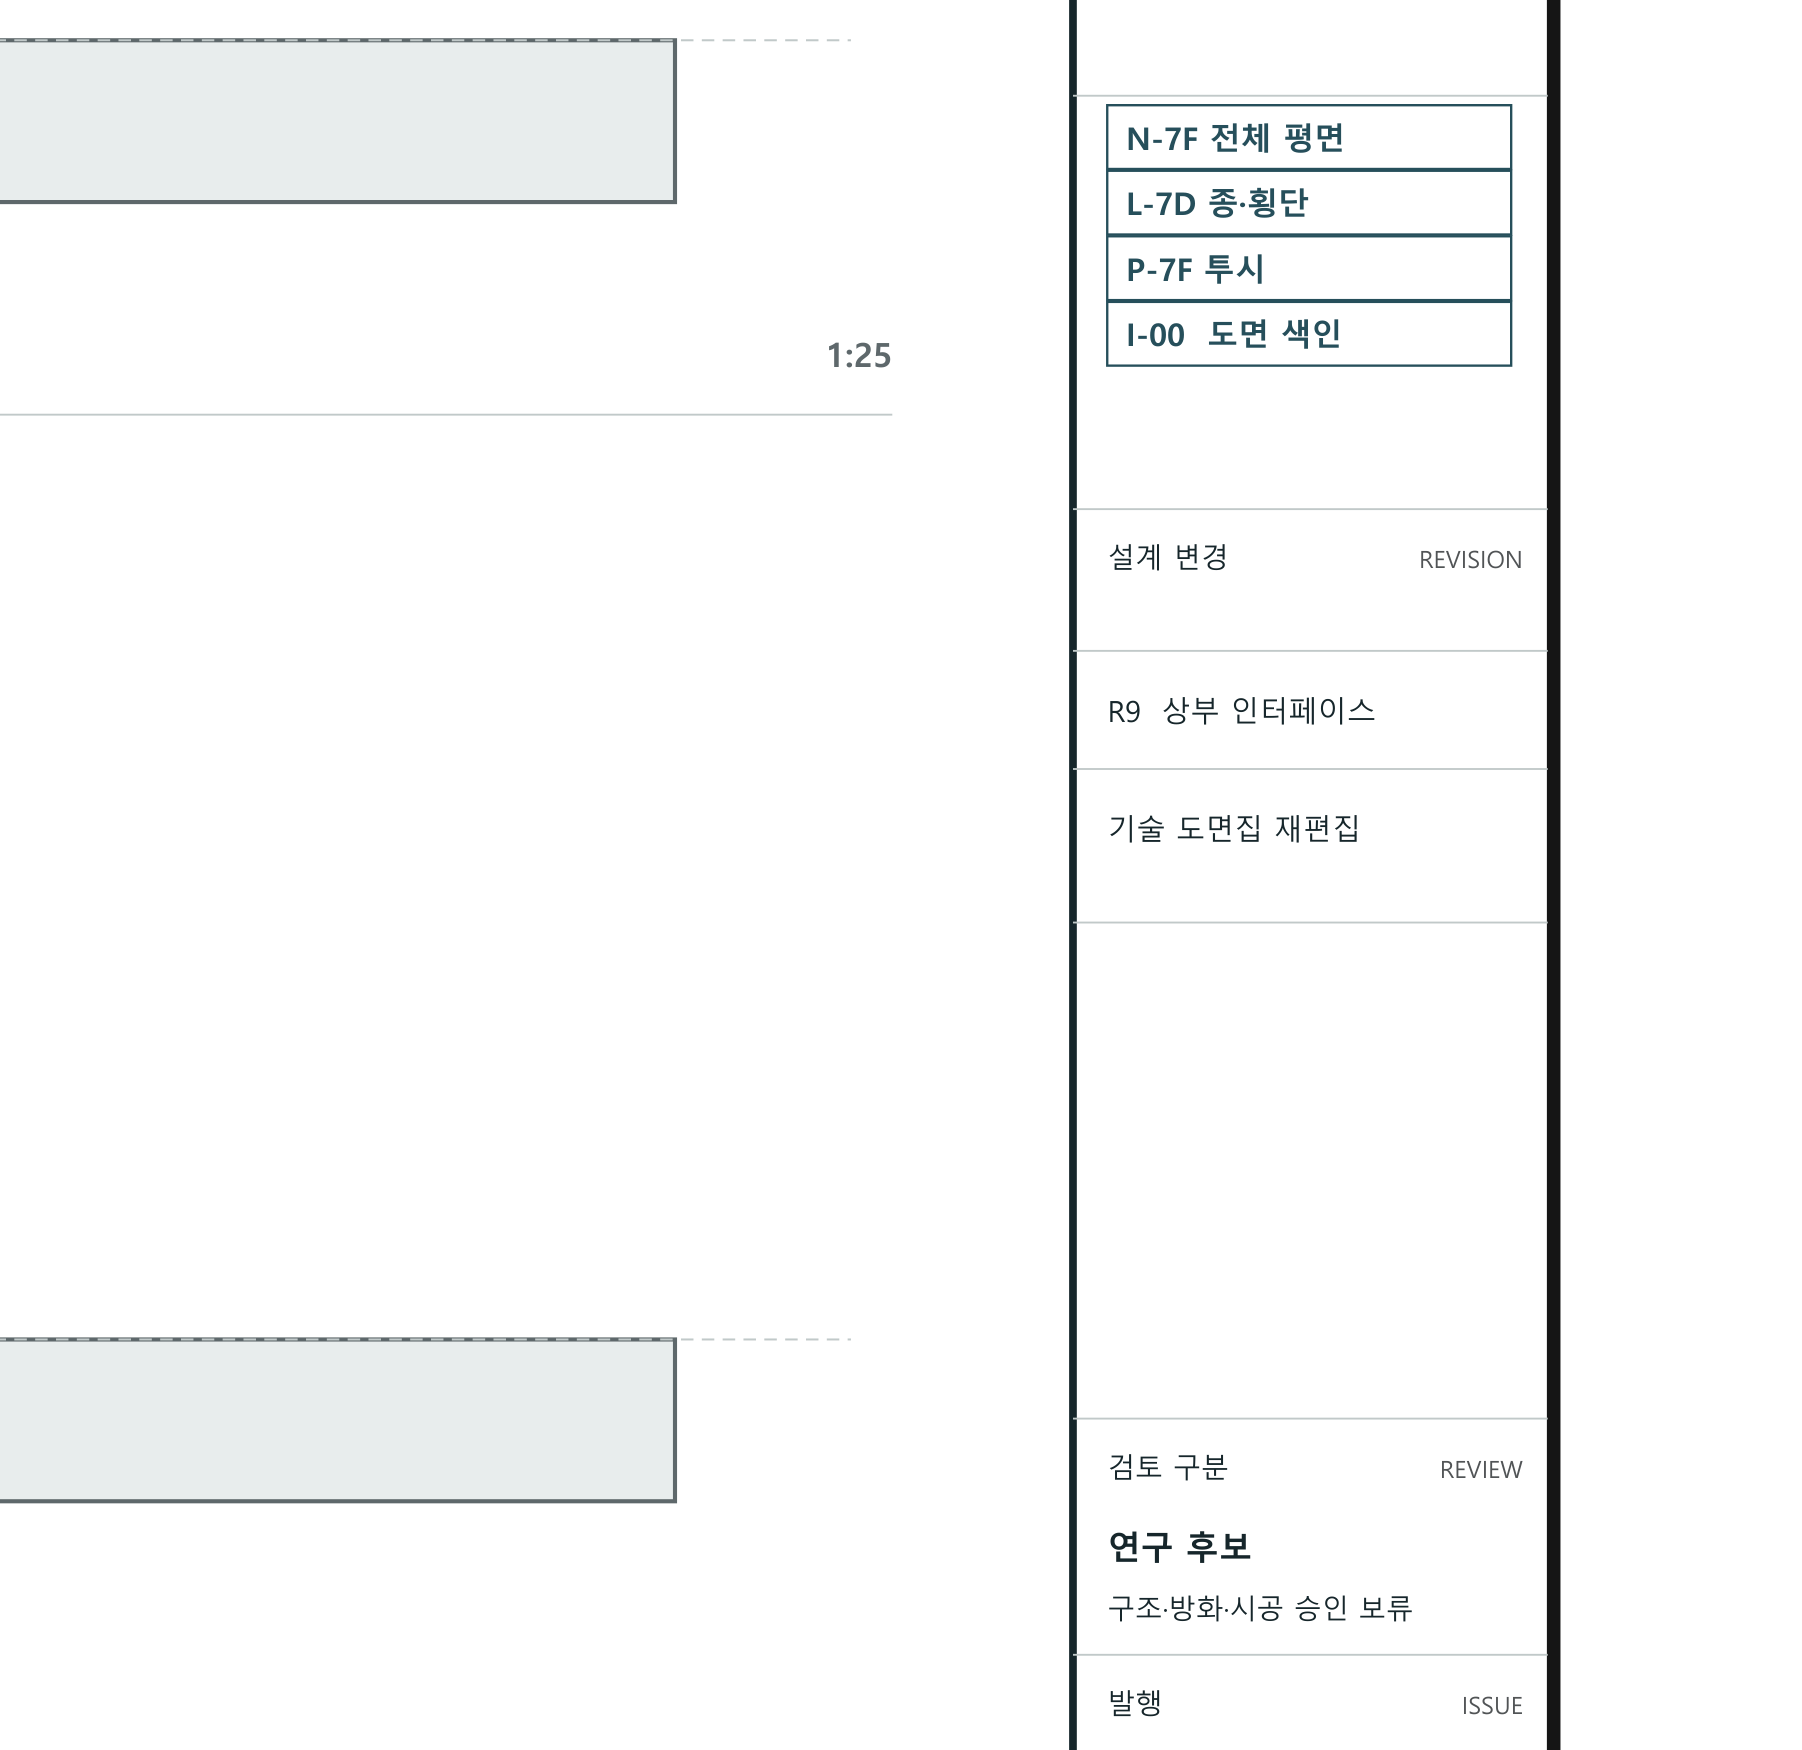 N-7F 전체 평면
L-7D 종·횡단
P-7F 투시
I-00 도면 색인
1:25
설계 변경 REVISION
R9 상부 인터페이스
기술 도면집 재편집
검토 구분 REVIEW
연구 후보
구조·방화·시공 승인 보류
발행 ISSUE